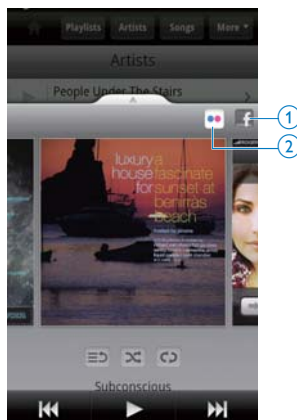 Playlists Artists Songs More
Artists
People Under The Stairs
f
1
2
luxury a
house fascinate
for sunset at
benirràs
beach
Subconscious